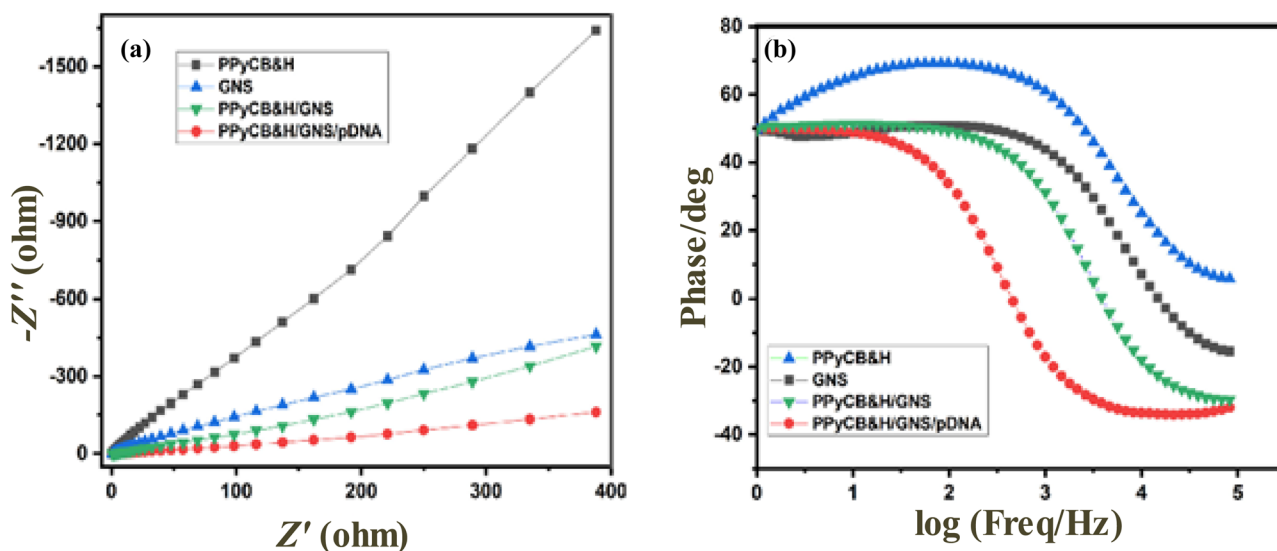 (a)
PPyCB&H
GNS
PPyCB&H/GNS
PPyCB&H/GNS/pDNA
-1500
-1200
-900
-600
-300
0
0
100
200
300
400
-Z'' (ohm)
Z' (ohm)
(b)
80
60
40
20
0
-20
-40
PPyCB&H
GNS
PPyCB&H/GNS
PPyCB&H/GNS/pDNA
0
1
2
3
4
5
Phase/deg
log (Freq/Hz)